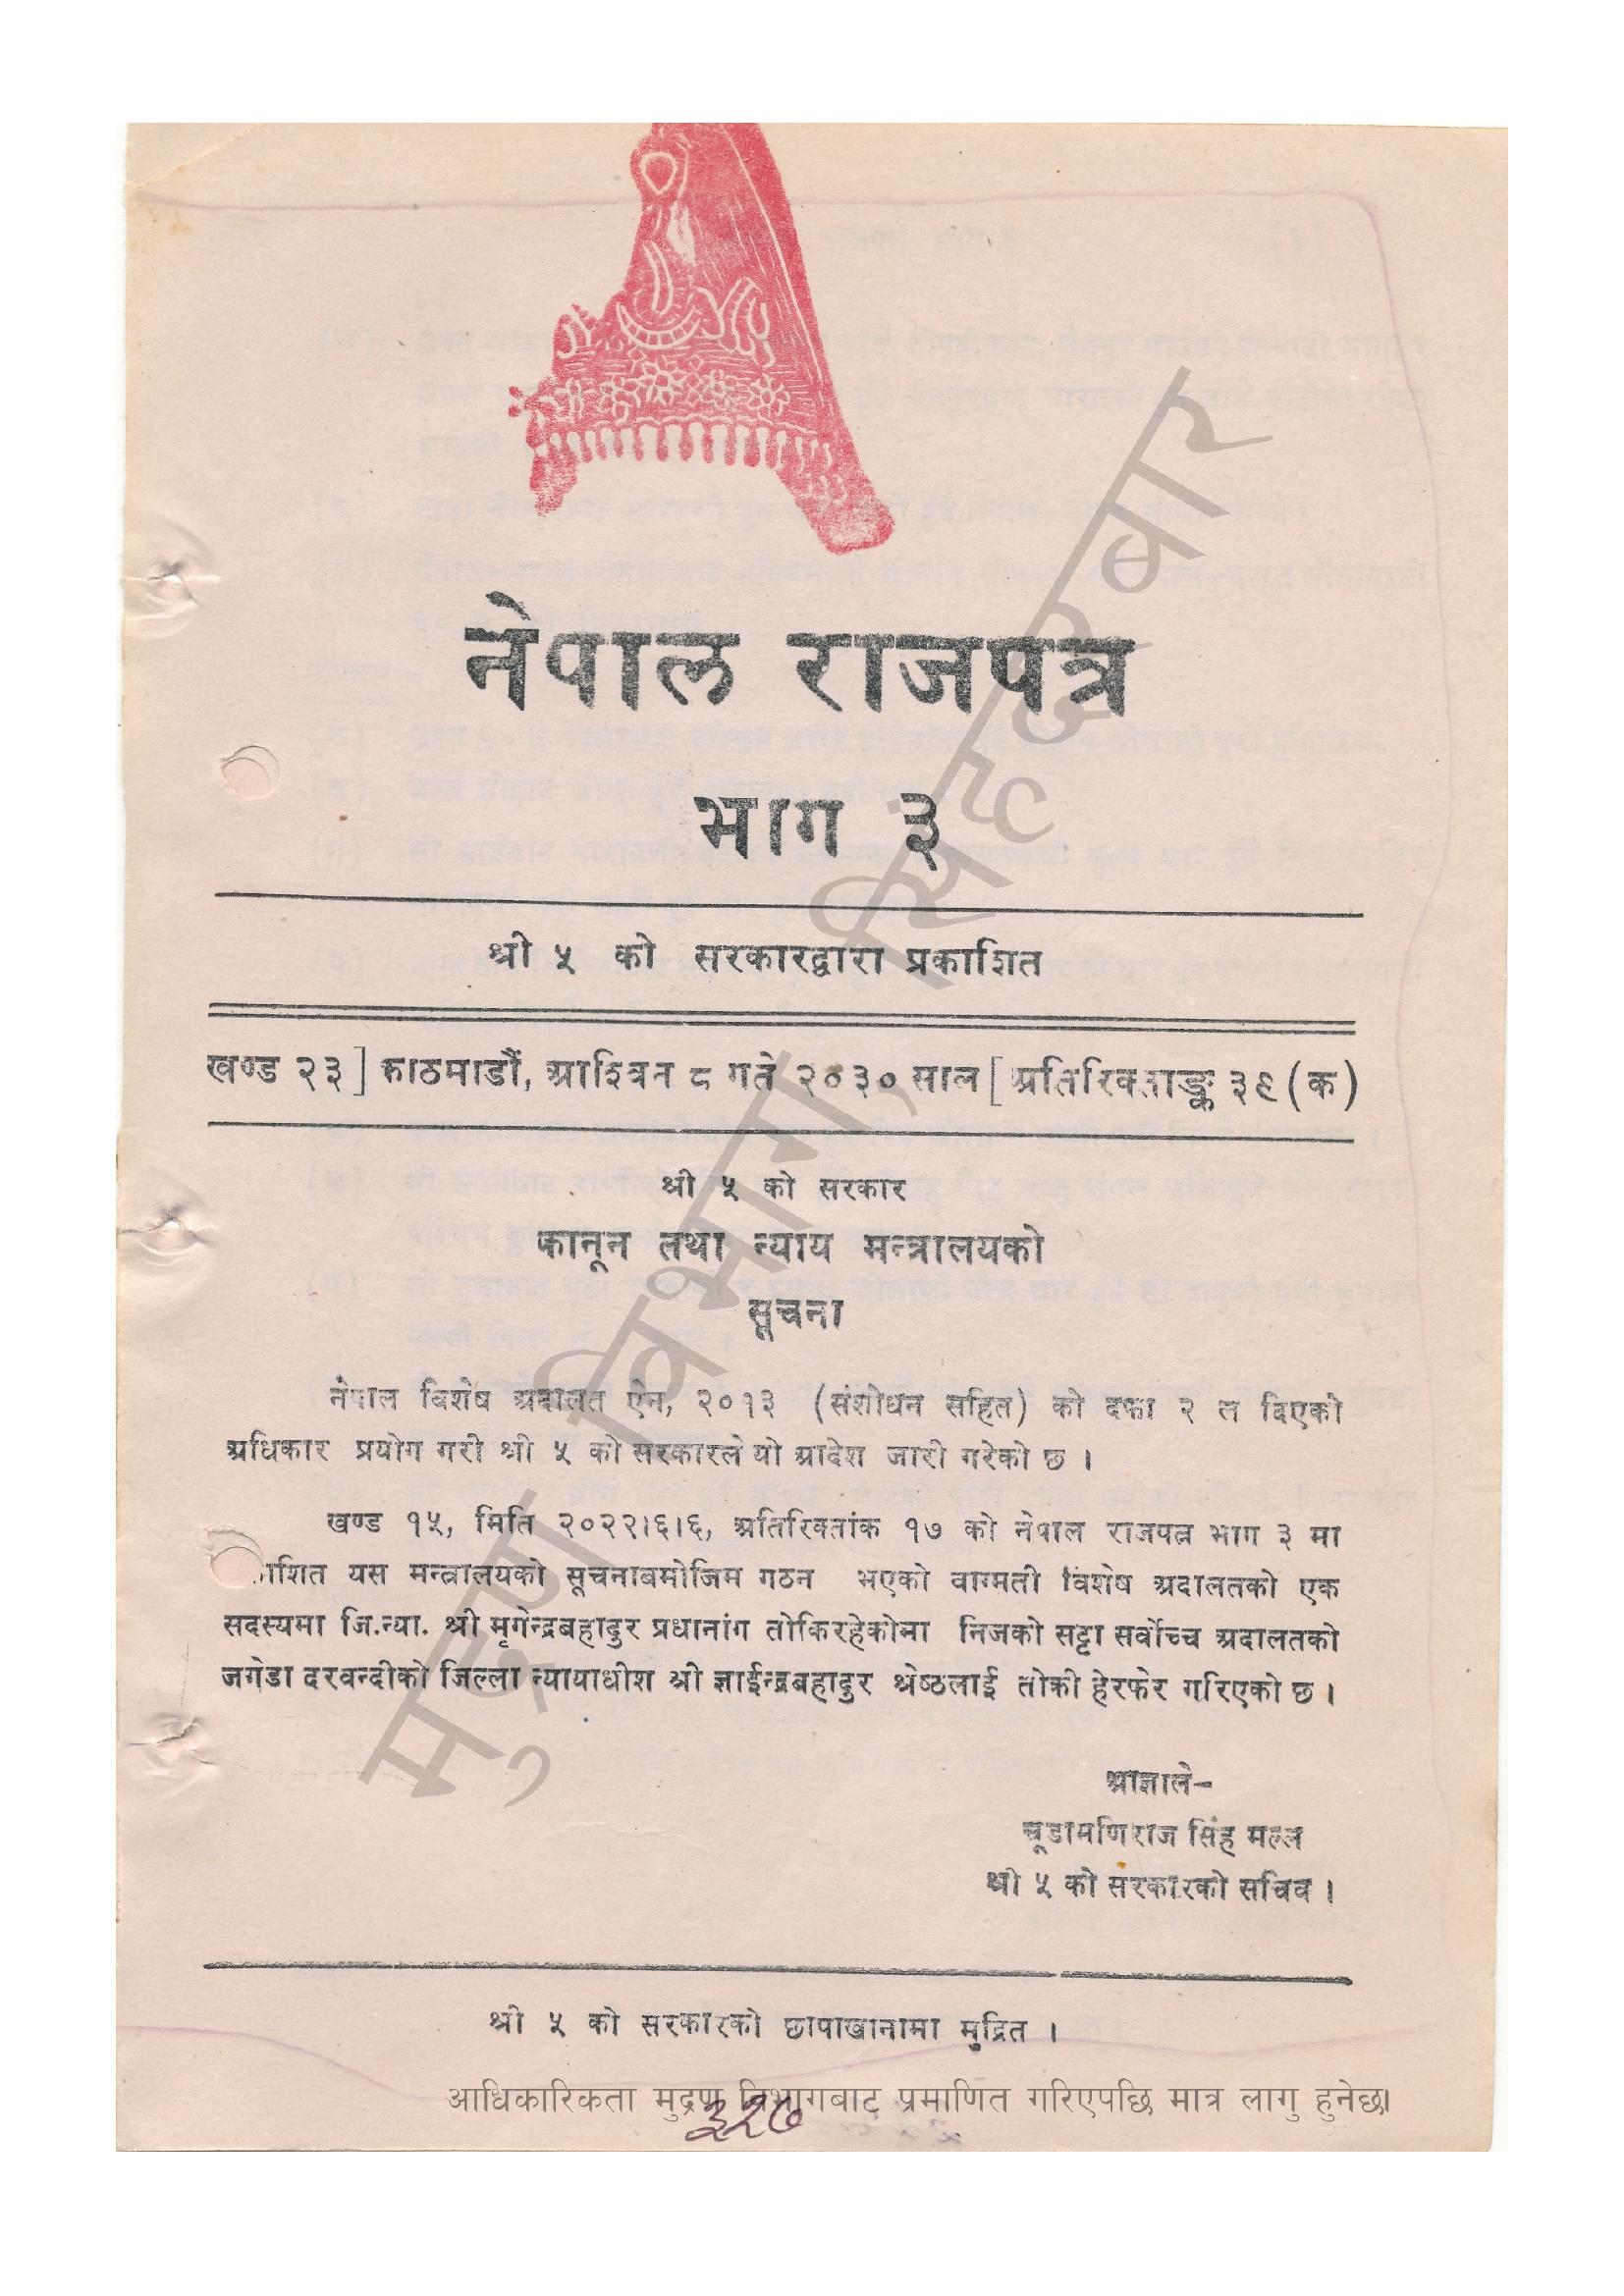 नेपाल राजपत्र
भाग ३
श्री ५ को सरकारद्वारा प्रकाशित
खण्ड २३] काठमाडौं, आश्विन ८ गते २०३० साल [अतिरिक्ताङ्क ३९ (क)
श्री ५ को सरकार
कानून तथा न्याय मन्त्रालयको
सूचना
नेपाल विशेष अदालत ऐन, २०१३ (संशोधन सहित) को दफा २ ल दिएको
अधिकार प्रयोग गरी श्री ५ को सरकारले यो आदेश जारी गरेको छ ।
खण्ड १५, मिति २०२२।६।६, अतिरिक्तांक १७ को नेपाल राजपत्र भाग ३ मा
काशित यस मन्त्रालयको सूचनाबमोजिम गठन भएको वाग्मती विशेष अदालतको एक
सदस्यमा जि.न्या. श्री मृगेन्द्रबहादुर प्रधानांग तोकिरहेकोमा निजको सट्टा सर्वोच्च अदालतको
जगेडा दरवन्दीको जिल्ला न्यायाधीश श्री ज्ञाईन्द्रबहादुर श्रेष्ठलाई तोकी हेरफेर गरिएको छ ।
आज्ञाले-
चूडामणिराज सिंह मल्ल
श्री ५ को सरकारको सचिव ।
श्री ५ को सरकारको छापाखानामा मुद्रित ।
आधिकारिकता मुद्रण विभागबाट प्रमाणित गरिएपछि मात्र लागु हुनेछ।
मुद्रण विभाग, सिंहदरबार